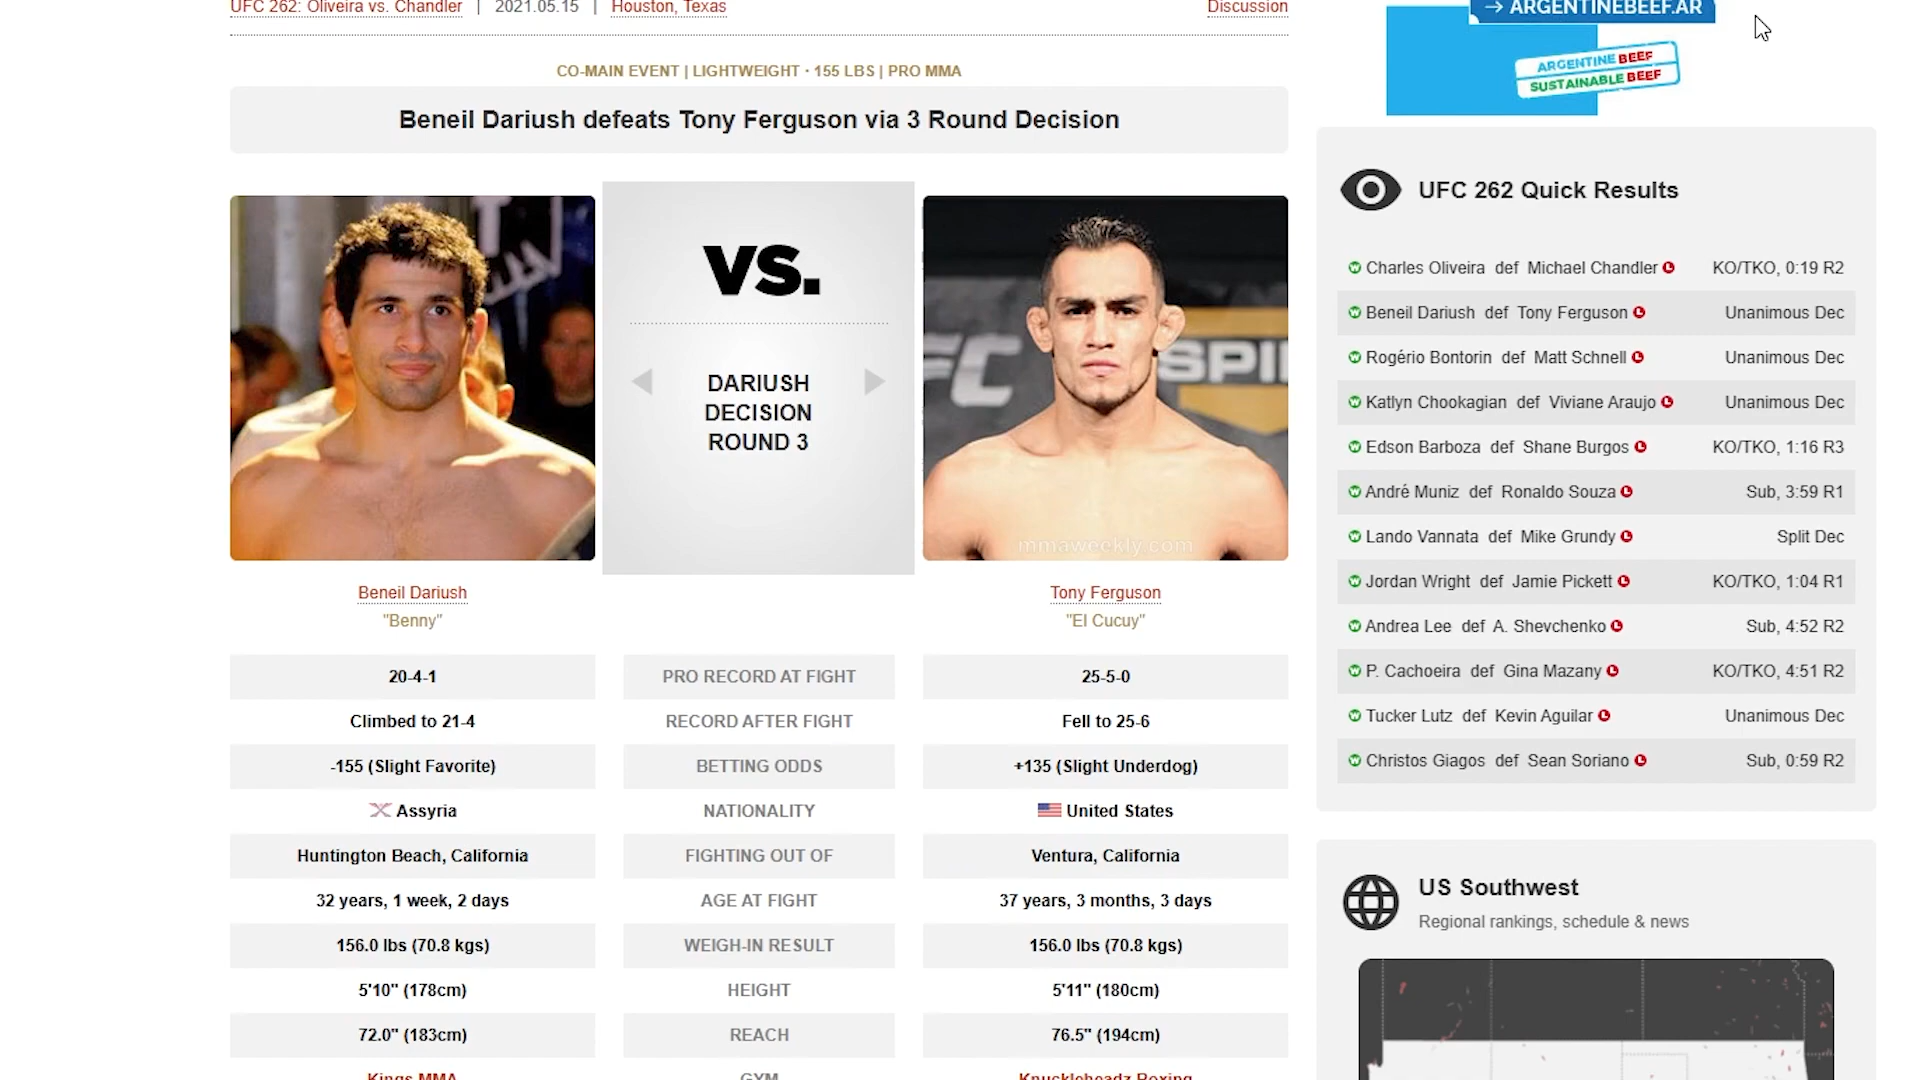 UFC 262: Oliveira vs. Chandler | 2021.05.15 | Houston, Texas
Discussion
CO-MAIN EVENT | LIGHTWEIGHT · 155 LBS | PRO MMA
Beneil Dariush defeats Tony Ferguson via 3 Round Decision
VS.
DARIUSH
DECISION
ROUND 3
FC SPI
mmaweekly.com
Beneil Dariush
"Benny"
Tony Ferguson
"El Cucuy"
20-4-1 PRO RECORD AT FIGHT 25-5-0
Climbed to 21-4 RECORD AFTER FIGHT Fell to 25-6
-155 (Slight Favorite) BETTING ODDS +135 (Slight Underdog)
Assyria NATIONALITY United States
Huntington Beach, California FIGHTING OUT OF Ventura, California
32 years, 1 week, 2 days AGE AT FIGHT 37 years, 3 months, 3 days
156.0 lbs (70.8 kgs) WEIGH-IN RESULT 156.0 lbs (70.8 kgs)
5'10" (178cm) HEIGHT 5'11" (180cm)
72.0" (183cm) REACH 76.5" (194cm)
Kings MMA GYM Knuckleheadz Boxing
→ ARGENTINEBEEF.AR
ARGENTINE BEEF
SUSTAINABLE BEEF
UFC 262 Quick Results
W Charles Oliveira def Michael Chandler L KO/TKO, 0:19 R2
W Beneil Dariush def Tony Ferguson L Unanimous Dec
W Rogério Bontorin def Matt Schnell L Unanimous Dec
W Katlyn Chookagian def Viviane Araujo L Unanimous Dec
W Edson Barboza def Shane Burgos L KO/TKO, 1:16 R3
W André Muniz def Ronaldo Souza L Sub, 3:59 R1
W Lando Vannata def Mike Grundy L Split Dec
W Jordan Wright def Jamie Pickett L KO/TKO, 1:04 R1
W Andrea Lee def A. Shevchenko L Sub, 4:52 R2
W P. Cachoeira def Gina Mazany L KO/TKO, 4:51 R2
W Tucker Lutz def Kevin Aguilar L Unanimous Dec
W Christos Giagos def Sean Soriano L Sub, 0:59 R2
US Southwest
Regional rankings, schedule & news